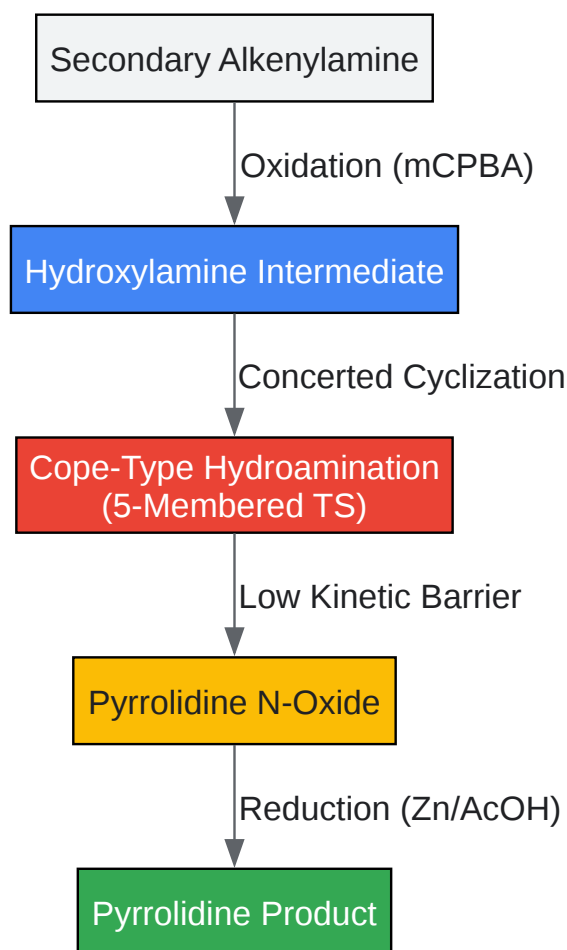 Secondary Alkenylamine
Oxidation (mCPBA)
Hydroxylamine Intermediate
Concerted Cyclization
Cope-Type Hydroamination
(5-Membered TS)
Low Kinetic Barrier
Pyrrolidine N-Oxide
Reduction (Zn/AcOH)
Pyrrolidine Product